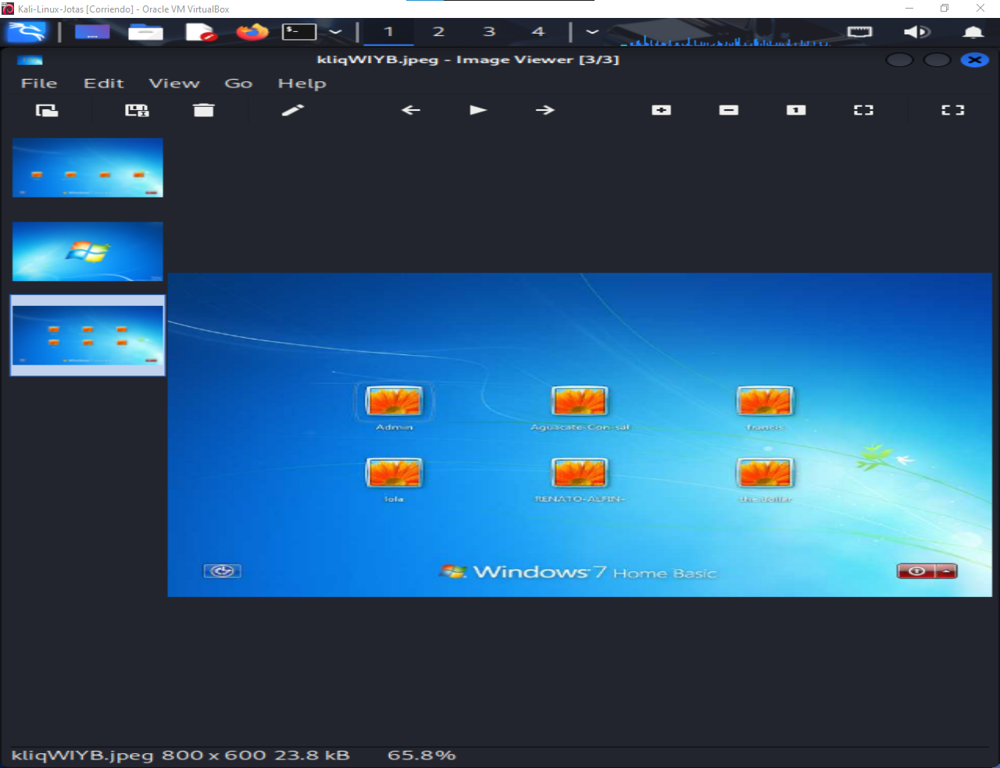 Kali-Linux-Jotas [Corriendo] - Oracle VM VirtualBox
$_
1 2 3 4
kliqWIYB.jpeg - Image Viewer [3/3]
File Edit View Go Help
Admin Aguacate-Con-sal francis
lola RENATO-ALFIN- the.dollar
Windows 7 Home Basic
kliqWIYB.jpeg 800 x 600 23.8 kB 65.8%